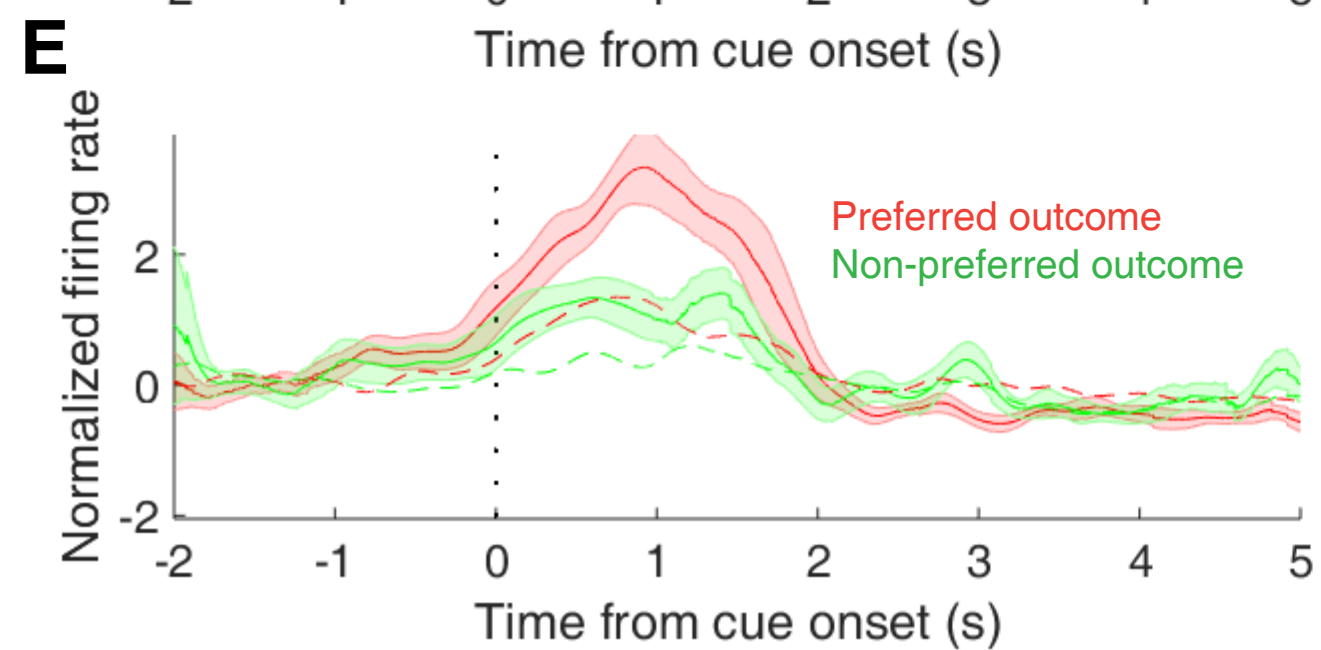 E
Time from cue onset (s)
Normalized firing rate
2
0
-2
Preferred outcome
Non-preferred outcome
-2 -1 0 1 2 3 4 5
Time from cue onset (s)